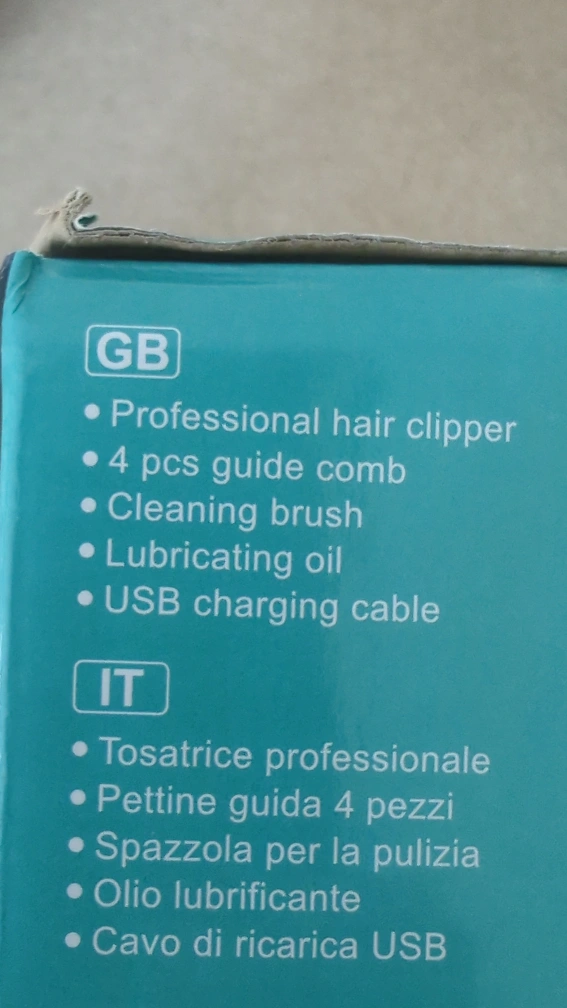 GB
• Professional hair clipper
• 4 pcs guide comb
• Cleaning brush
• Lubricating oil
• USB charging cable
IT
• Tosatrice professionale
• Pettine guida 4 pezzi
• Spazzola per la pulizia
• Olio lubrificante
• Cavo di ricarica USB